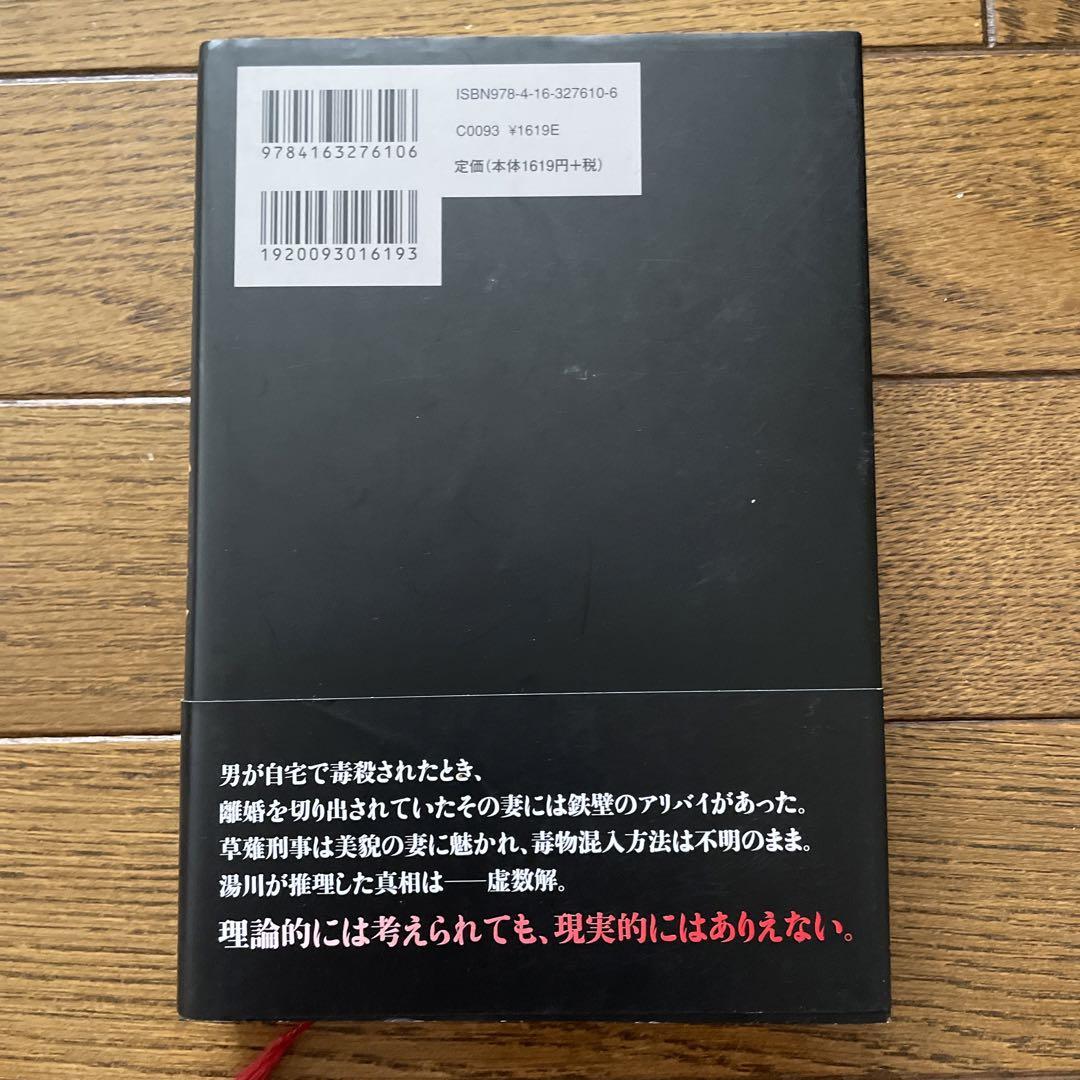 ISBN978-4-16-327610-6
C0093 ¥1619E
定価(本体1619円+税)
9784163276106
1920093016193
男が自宅で毒殺されたとき、
離婚を切り出されていたその妻には鉄壁のアリバイがあった。
草薙刑事は美貌の妻に魅かれ、毒物混入方法は不明のまま。
湯川が推理した真相は――虚数解。
理論的には考えられても、現実的にはありえない。